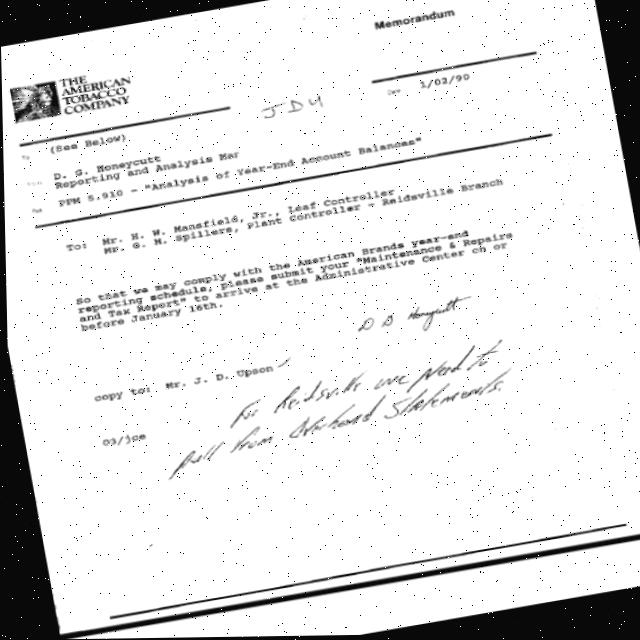 Memorandum
THE
AMERICAN
TOBACCO
COMPANY
Date 1/02/90
JDU
To (See Below)
From D. G. Honeycutt
Reporting and Analysis Mgr
PPM 5.910 - "Analysis of Year-End Account Balances"
To: Mr. H. W. Mansfield, Jr., Leaf Controller
Mr. G. M. Spillers, Plant Controller - Reidsville Branch
So that we may comply with the American Brands year-end
reporting schedule, please submit your "Maintenance & Repairs
and Tax Report" to arrive at the Administrative Center on or
before January 16th.
D G Honeycutt
copy to: Mr. J. D. Upson
03/jce
For Reidsville we Need to
pull from Overhead Statements.